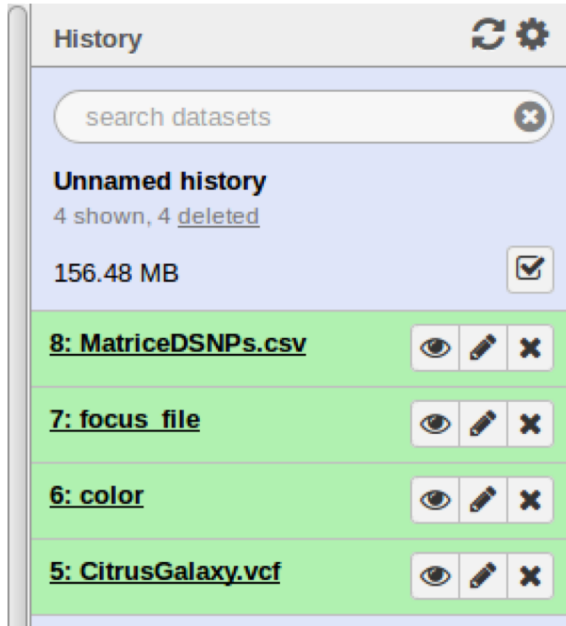 History
search datasets
Unnamed history
4 shown, 4 deleted
156.48 MB
8: MatriceDSNPs.csv
7: focus_file
6: color
5: CitrusGalaxy.vcf